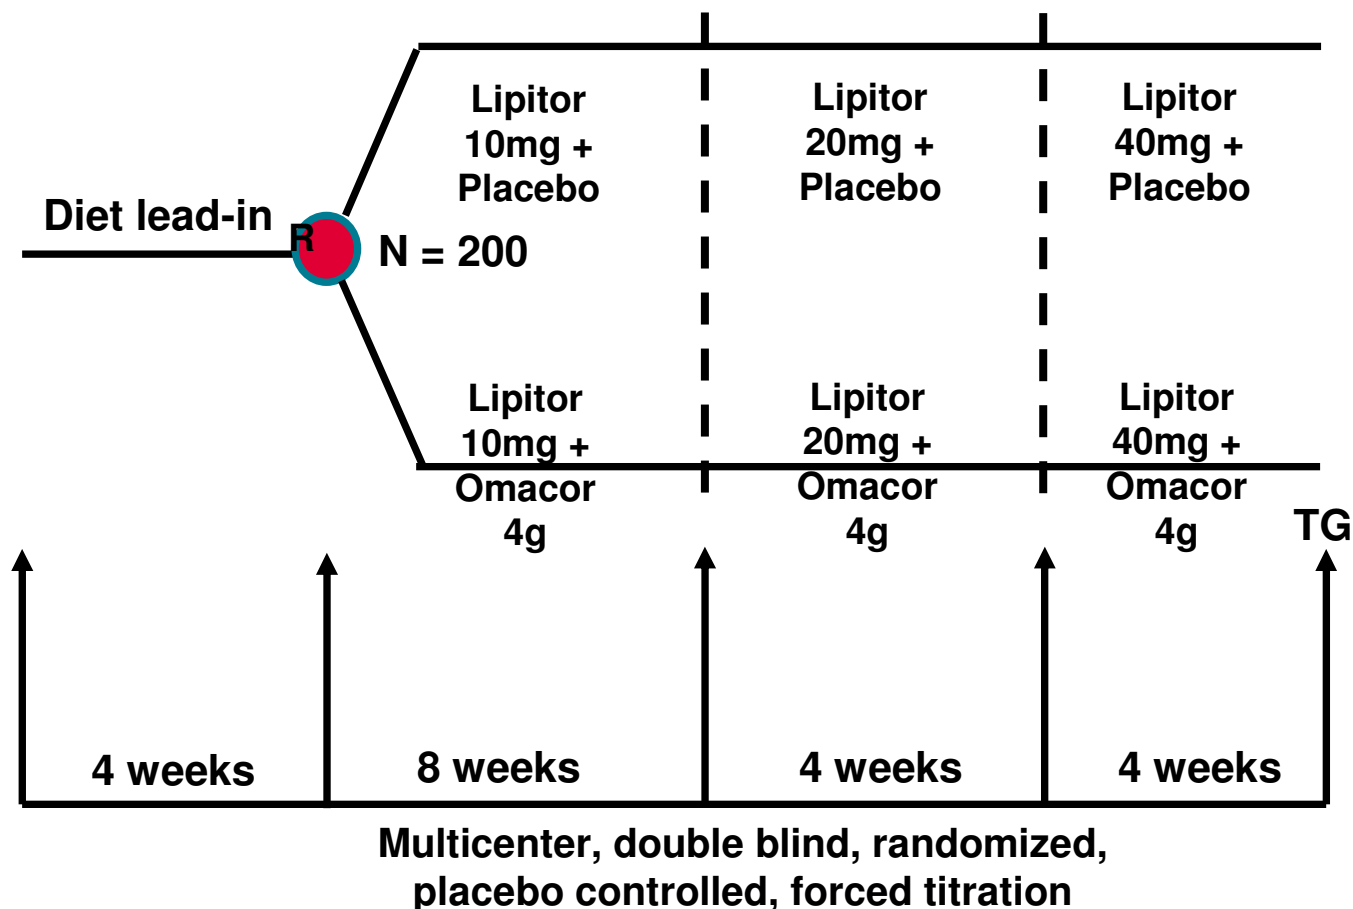 Lipitor
10mg +
Placebo
Lipitor
20mg +
Placebo
Lipitor
40mg +
Placebo
Diet lead-in
R
N = 200
Lipitor
10mg +
Omacor
4g
Lipitor
20mg +
Omacor
4g
Lipitor
40mg +
Omacor
4g
TG
4 weeks
8 weeks
4 weeks
4 weeks
Multicenter, double blind, randomized,
placebo controlled, forced titration